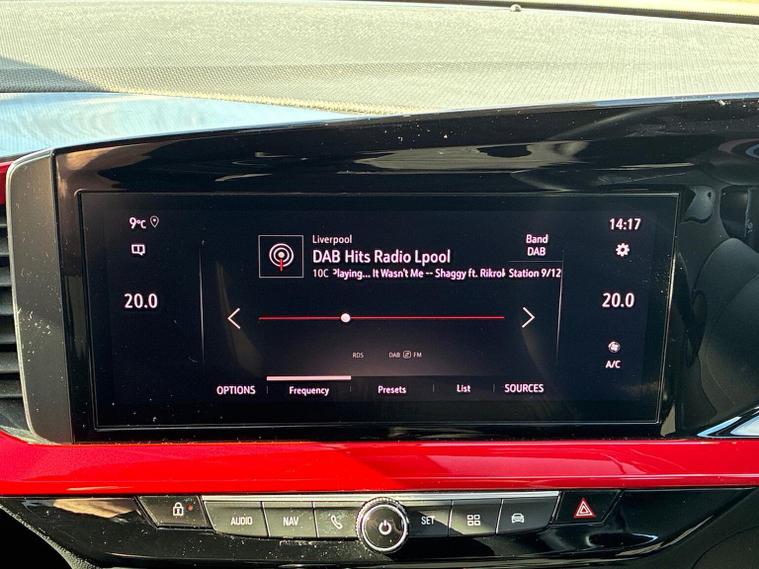 9°C
14:17
Liverpool
DAB Hits Radio Lpool
10C Playing... It Wasn't Me -- Shaggy ft. Rikrok
Band
DAB
Station 9/12
20.0
20.0
RDS
DAB FM
A/C
OPTIONS
Frequency
Presets
List
SOURCES
AUDIO
NAV
SET